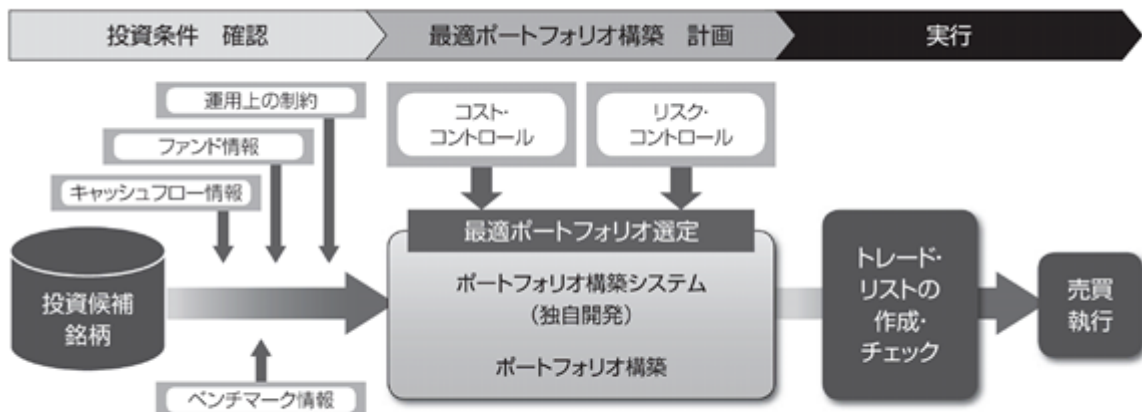 投資条件　確認
最適ポートフォリオ構築　計画
実行
運用上の制約
ファンド情報
キャッシュフロー情報
コスト・
コントロール
リスク・
コントロール
投資候補
銘柄
最適ポートフォリオ選定
ポートフォリオ構築システム
（独自開発）
ポートフォリオ構築
トレード・
リストの
作成・
チェック
売買
執行
ベンチマーク情報